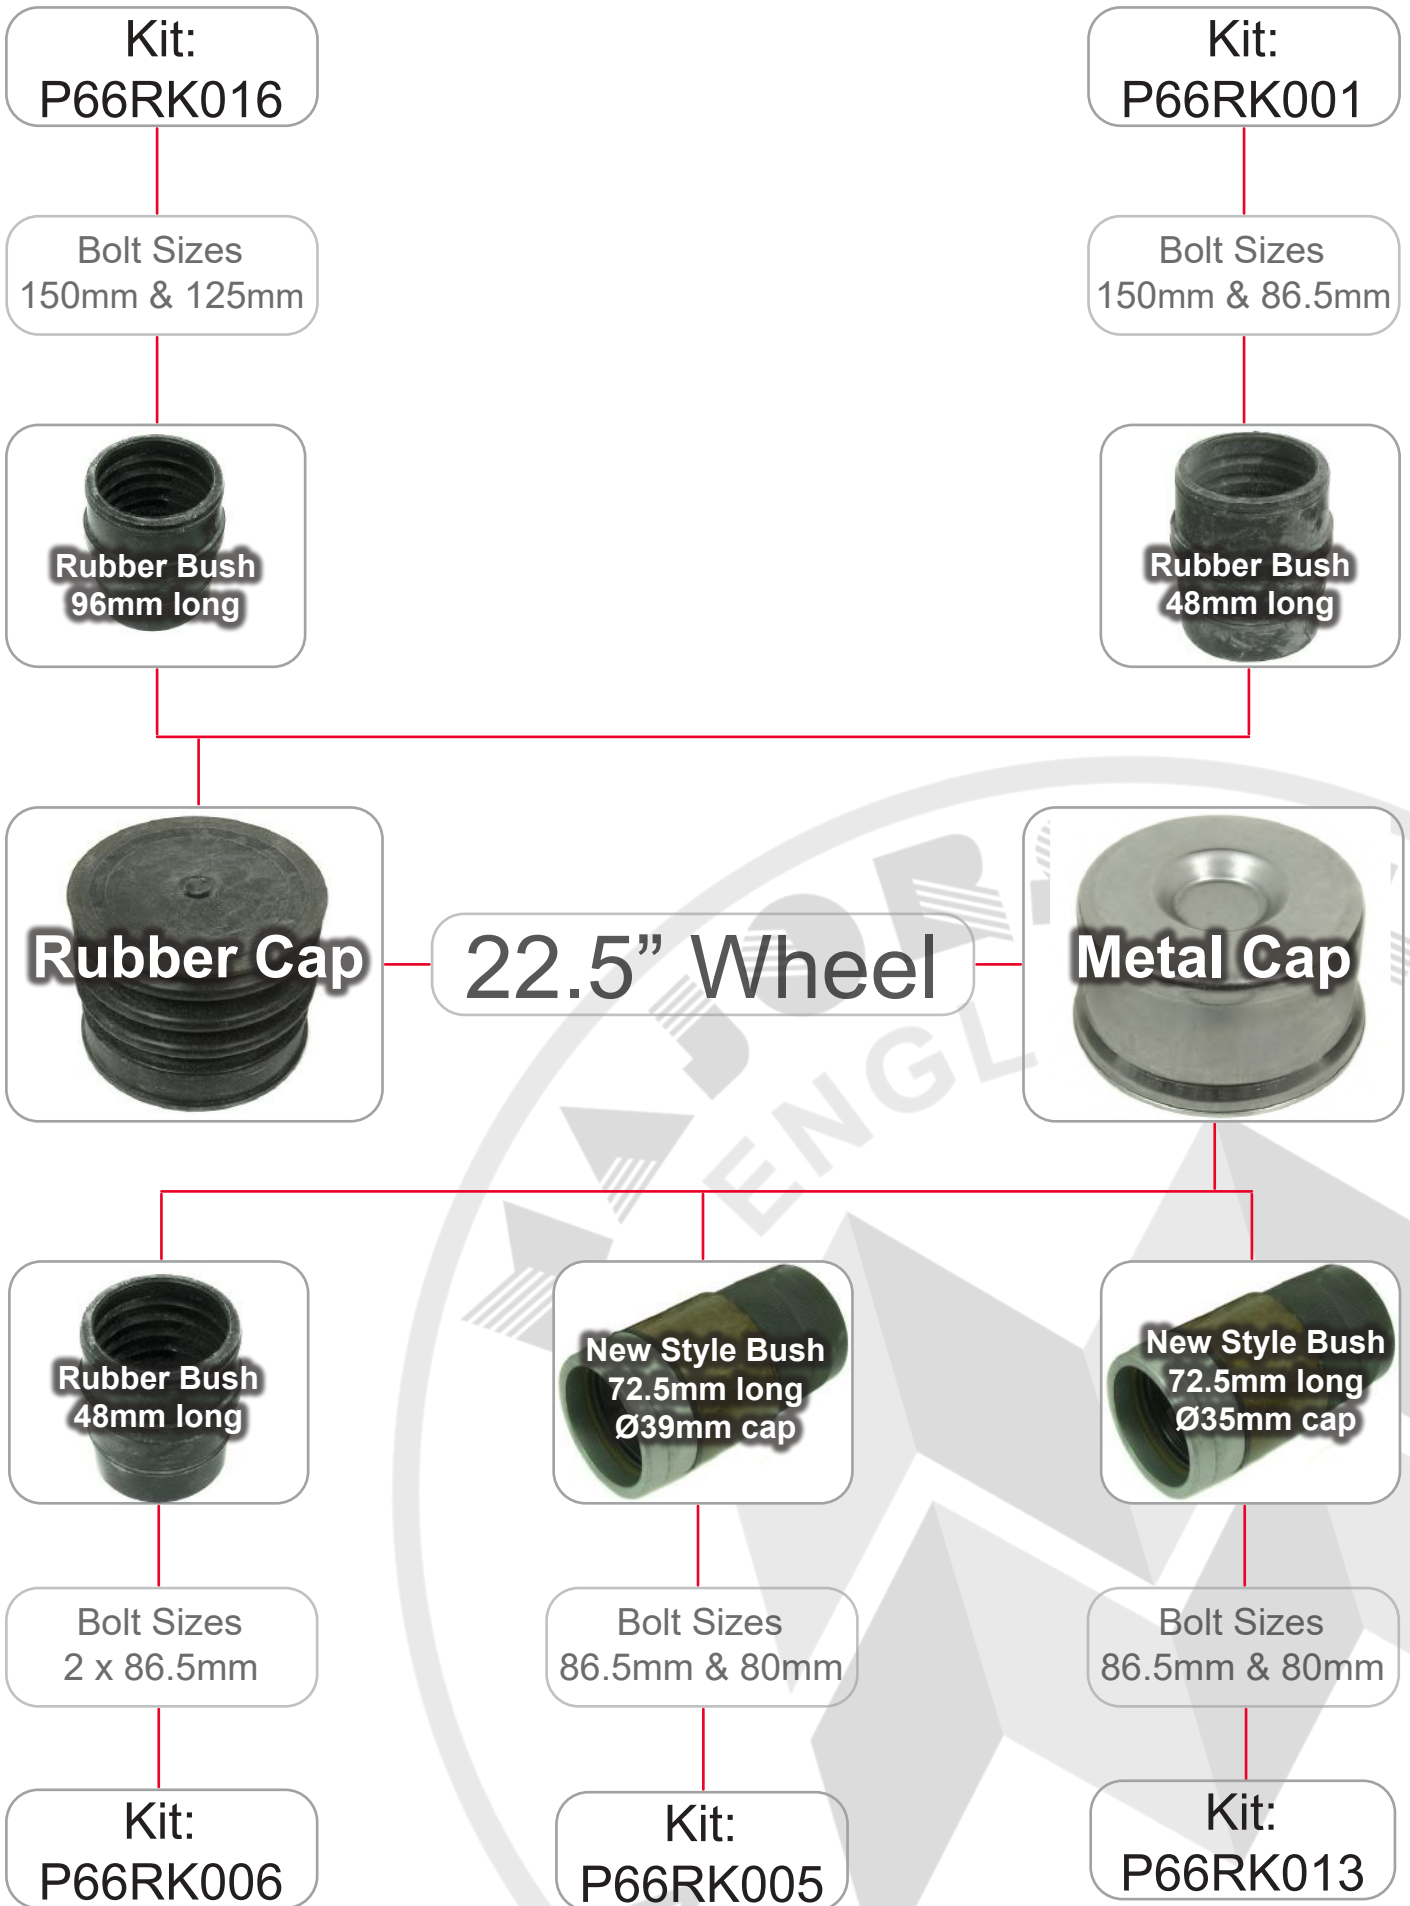 Kit:
P66RK016
Kit:
P66RK001
Bolt Sizes
150mm & 125mm
Bolt Sizes
150mm & 86.5mm
Rubber Bush
96mm long
Rubber Bush
48mm long
Rubber Cap
22.5” Wheel
Metal Cap
ENGL
Rubber Bush
48mm long
New Style Bush
72.5mm long
Ø39mm cap
New Style Bush
72.5mm long
Ø35mm cap
Bolt Sizes
2 x 86.5mm
Bolt Sizes
86.5mm & 80mm
Bolt Sizes
86.5mm & 80mm
Kit:
P66RK006
Kit:
P66RK005
Kit:
P66RK013